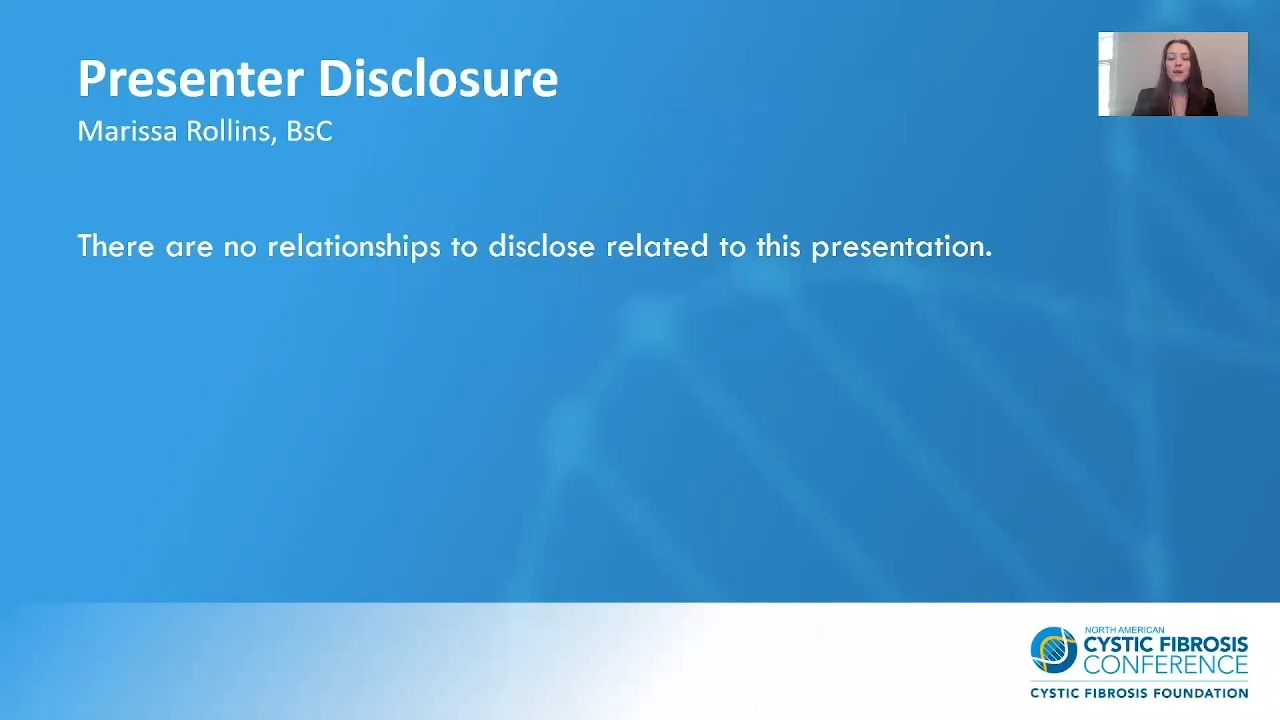 Presenter Disclosure
Marissa Rollins, BsC
There are no relationships to disclose related to this presentation.
NORTH AMERICAN
CYSTIC FIBROSIS
CONFERENCE
CYSTIC FIBROSIS FOUNDATION